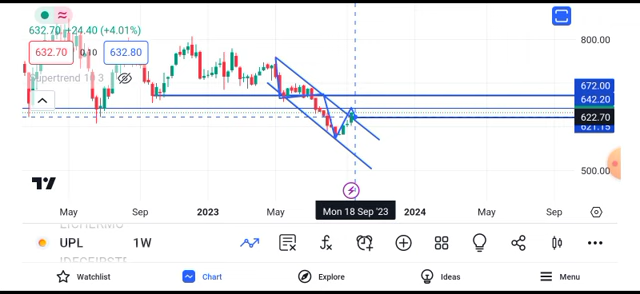 632.70 +24.40 (+4.01%)
632.70 0.10 632.80
Supertrend 10 3
800.00
672.00
642.20
622.70
621.15
500.00
May Sep 2023 May Mon 18 Sep '23 2024 May Sep
UPL 1W
Watchlist Chart Explore Ideas Menu